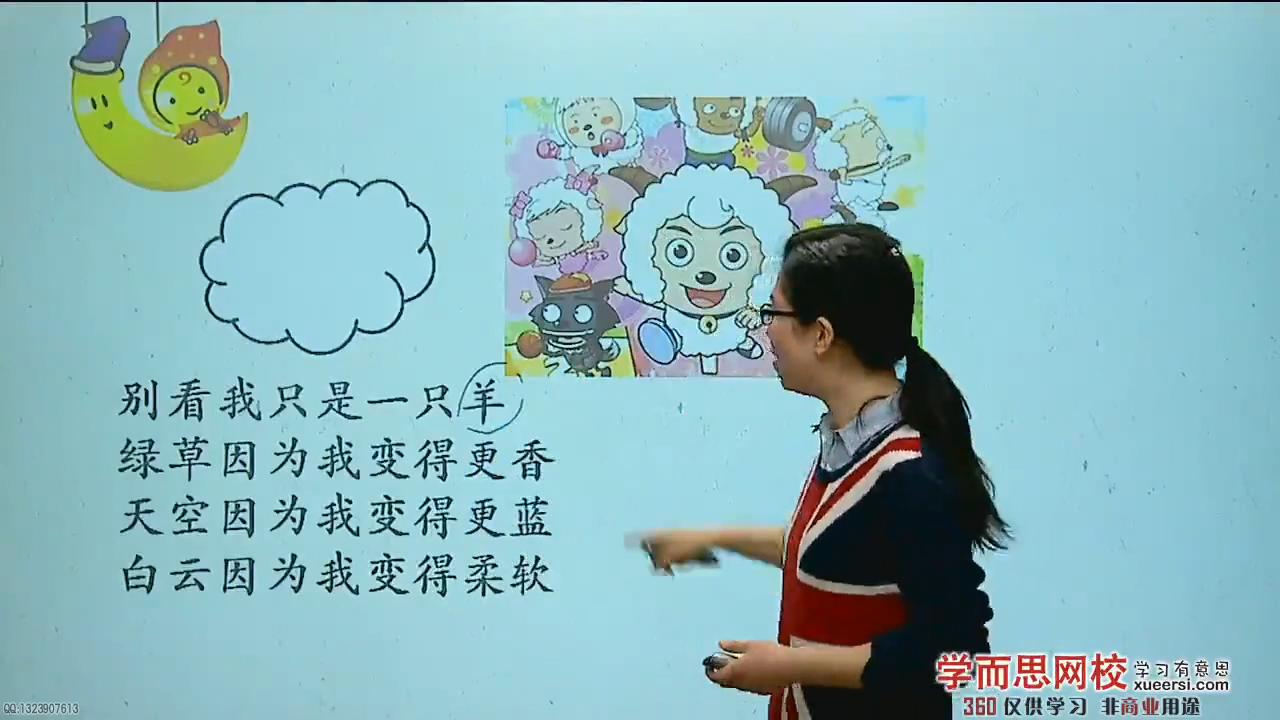 别看我只是一只羊
绿草因为我变得更香
天空因为我变得更蓝
白云因为我变得柔软
学而思网校 学习有意思
xueersi.com
360 仅供学习 非商业用途
QQ:1323907613